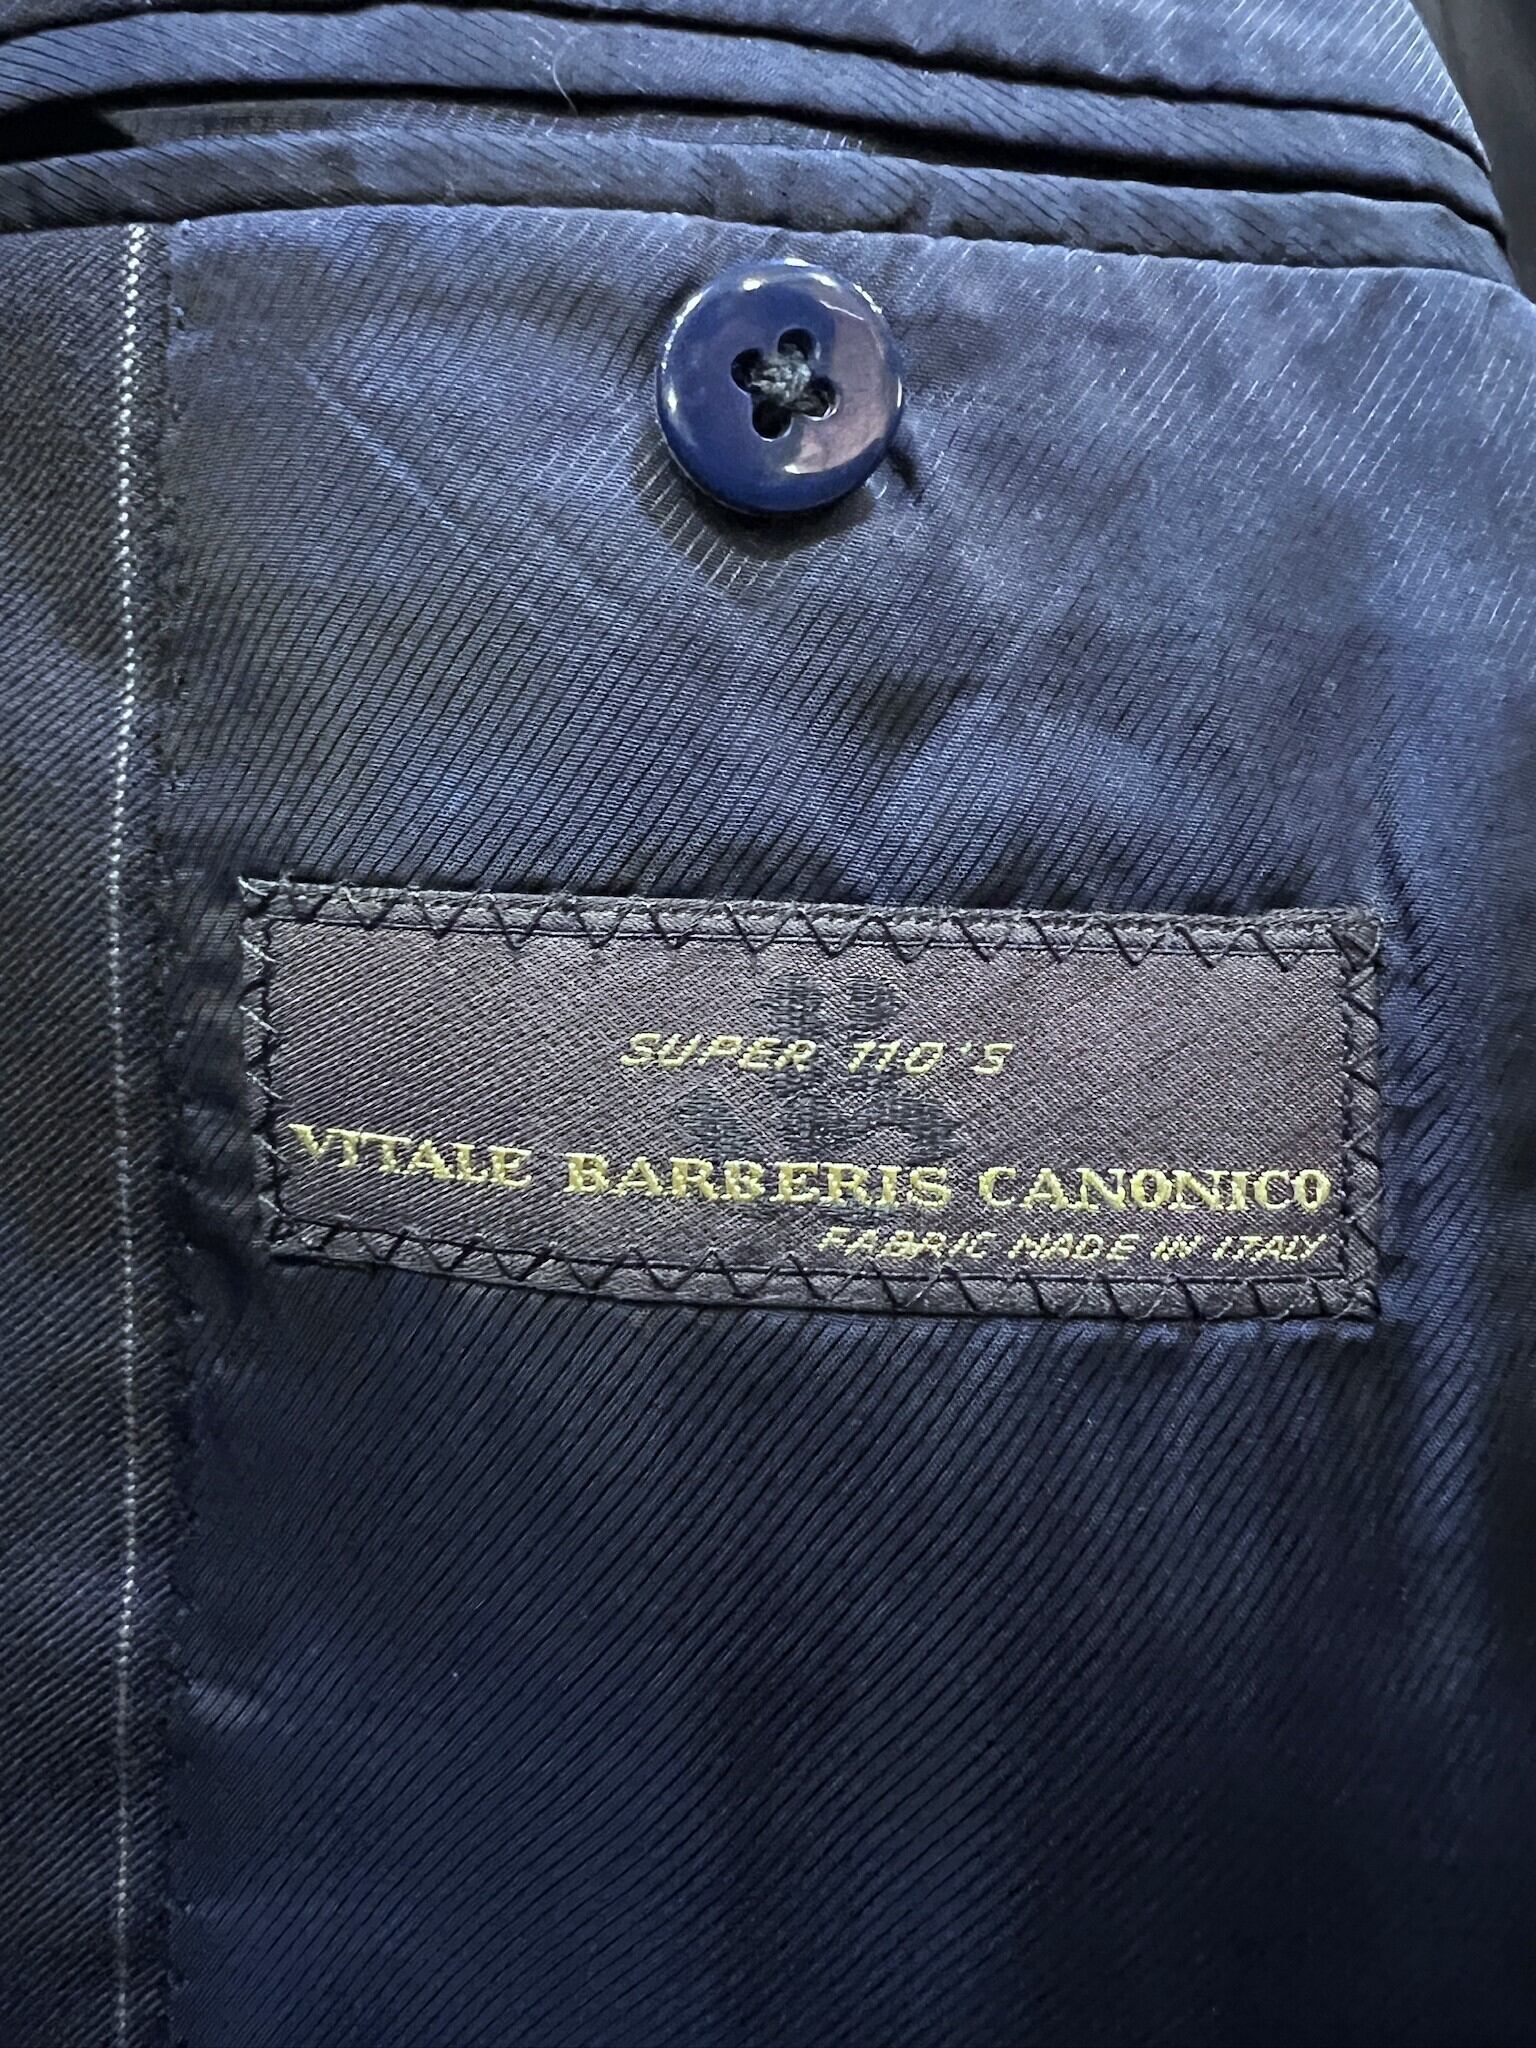 SUPER 110'S
VITALE BARBERIS CANONICO
FABRIC MADE IN ITALY